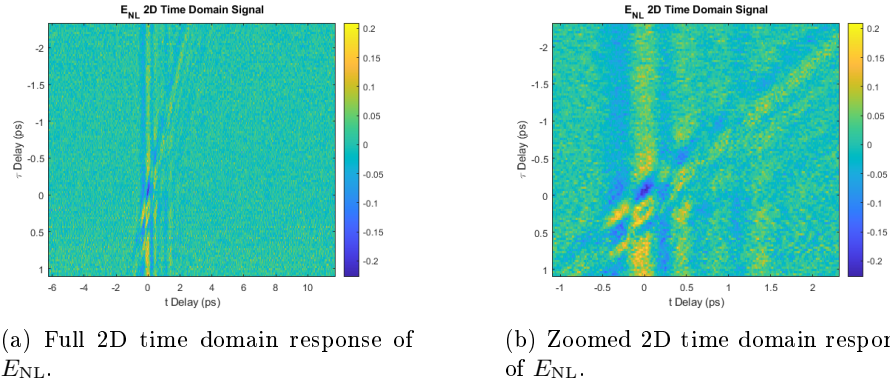 E_NL 2D Time Domain Signal
-2
-1.5
-1
-0.5
0
0.5
1
τ Delay (ps)
-6 -4 -2 0 2 4 6 8 10
t Delay (ps)
0.2
0.15
0.1
0.05
0
-0.05
-0.1
-0.15
-0.2
(a) Full 2D time domain response of
E_NL.
E_NL 2D Time Domain Signal
-2
-1.5
-1
-0.5
0
0.5
1
τ Delay (ps)
-1 -0.5 0 0.5 1 1.5 2
t Delay (ps)
0.2
0.15
0.1
0.05
0
-0.05
-0.1
-0.15
-0.2
(b) Zoomed 2D time domain respon
of E_NL.